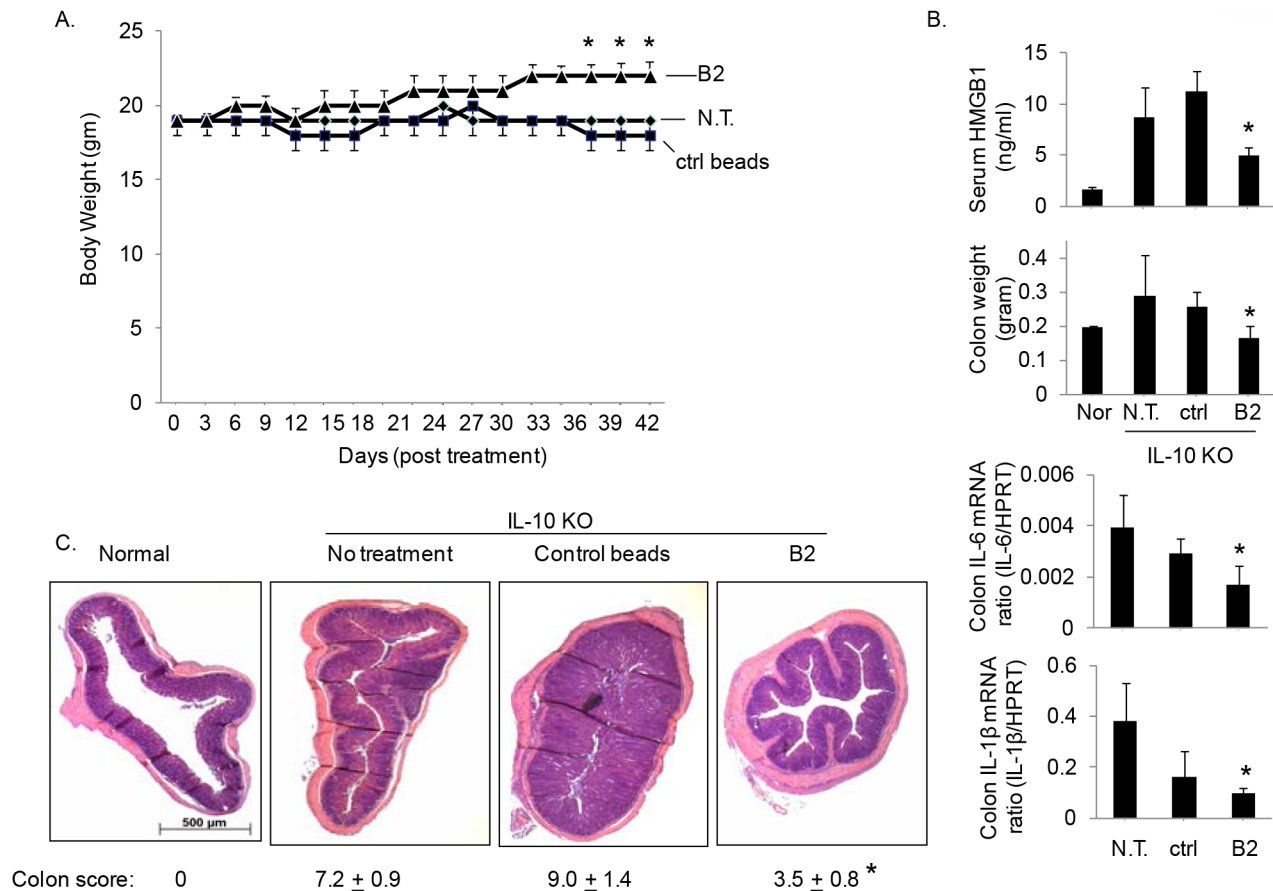 A.
25
20
15
10
5
0
Body Weight (gm)
* * *
B2
N.T.
ctrl beads
0 3 6 9 12 15 18 21 24 27 30 33 36 39 42
Days (post treatment)
B.
15
10
5
0
Serum HMGB1
(ng/ml)
*
0.4
0.3
0.2
0.1
0
Colon weight
(gram)
*
Nor N.T. ctrl B2
IL-10 KO
0.006
0.004
0.002
0
Colon IL-6 mRNA
ratio (IL-6/HPRT)
*
0.6
0.4
0.2
0
Colon IL-1β mRNA
ratio (IL-1β/HPRT)
*
N.T. ctrl B2
C.
IL-10 KO
Normal No treatment Control beads B2
500 µm
Colon score: 0 7.2 ± 0.9 9.0 ± 1.4 3.5 ± 0.8 *